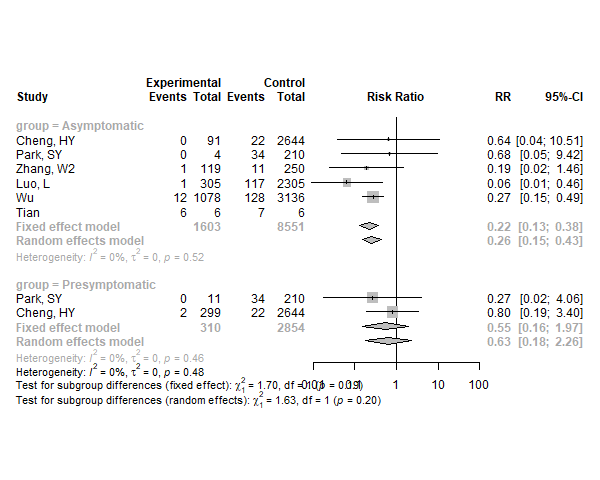 Experimental Control
Study Events Total Events Total Risk Ratio RR 95%-CI
group = Asymptomatic
Cheng, HY 0 91 22 2644 0.64 [0.04; 10.51]
Park, SY 0 4 34 210 0.68 [0.05; 9.42]
Zhang, W2 1 119 11 250 0.19 [0.02; 1.46]
Luo, L 1 305 117 2305 0.06 [0.01; 0.46]
Wu 12 1078 128 3136 0.27 [0.15; 0.49]
Tian 6 6 7 6
Fixed effect model 1603 8551 0.22 [0.13; 0.38]
Random effects model 0.26 [0.15; 0.43]
Heterogeneity: I² = 0%, τ² = 0, p = 0.52
group = Presymptomatic
Park, SY 0 11 34 210 0.27 [0.02; 4.06]
Cheng, HY 2 299 22 2644 0.80 [0.19; 3.40]
Fixed effect model 310 2854 0.55 [0.16; 1.97]
Random effects model 0.63 [0.18; 2.26]
Heterogeneity: I² = 0%, τ² = 0, p = 0.46
Heterogeneity: I² = 0%, τ² = 0, p = 0.48
Test for subgroup differences (fixed effect): χ₁² = 1.70, df = 1 (p = 0.19)
0.01 0.1 1 10 100
Test for subgroup differences (random effects): χ₁² = 1.63, df = 1 (p = 0.20)